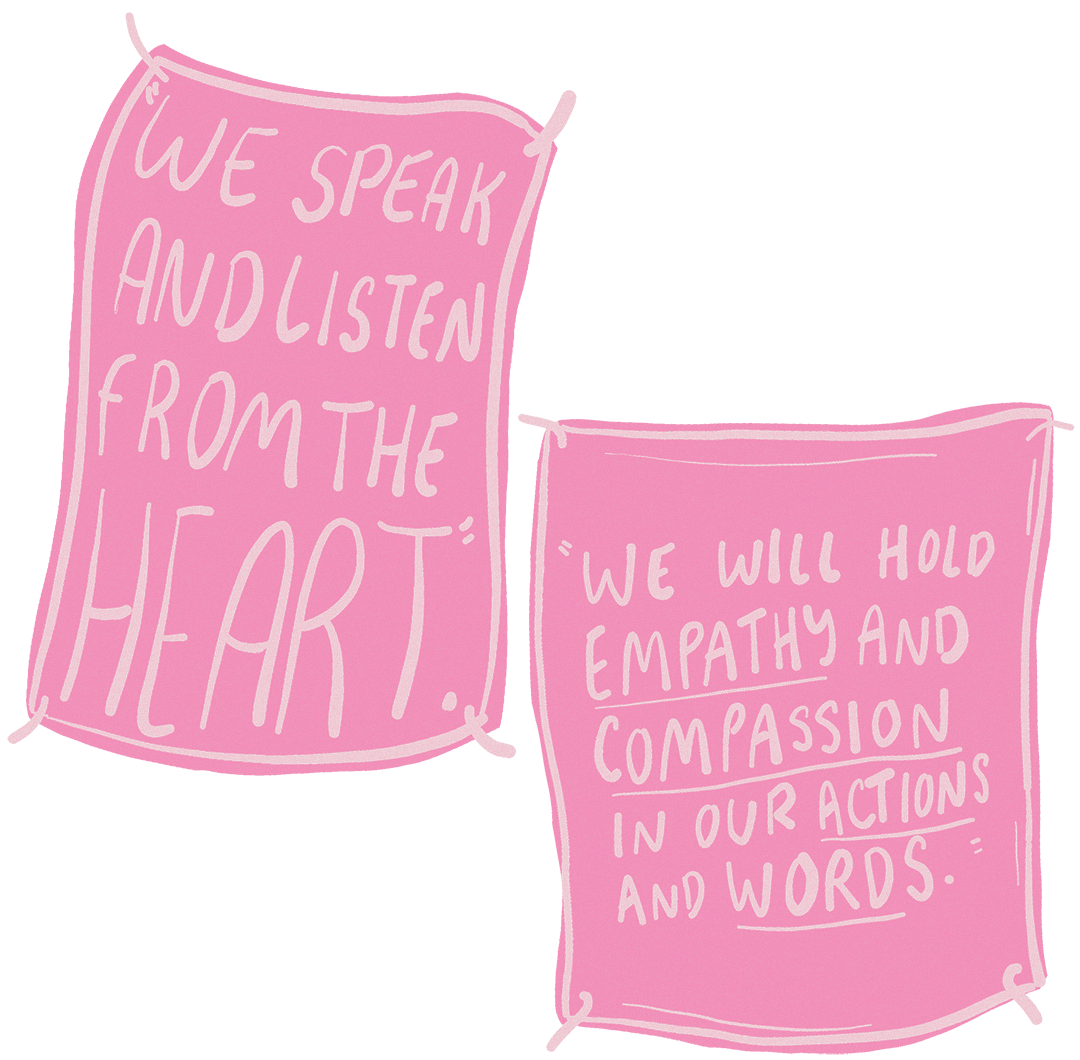 "WE SPEAK
AND LISTEN
FROM THE
HEART."
"WE WILL HOLD
EMPATHY AND
COMPASSION
IN OUR ACTIONS
AND WORDS."